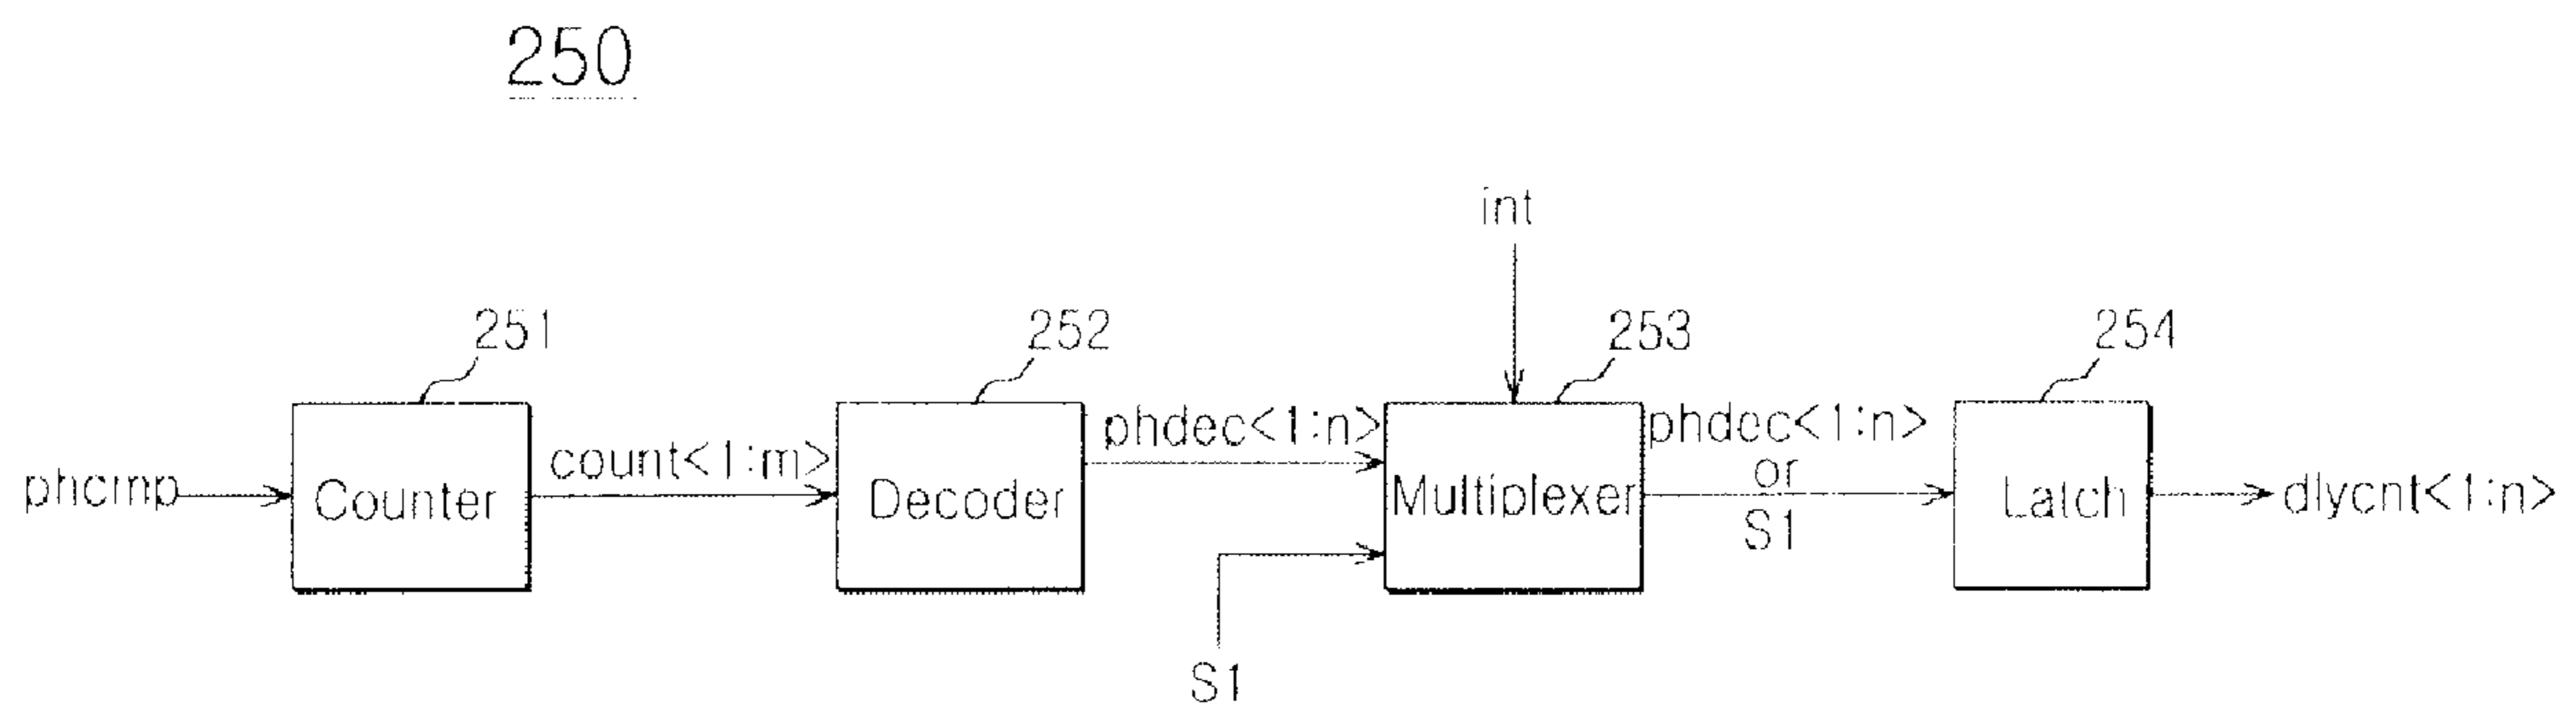 250
int
251
252
253
254
phcmp
Counter
count<1:m>
Decoder
phdec<1:n>
S1
Multiplexer
phdec<1:n>
or
S1
Latch
dlycnt<1:n>